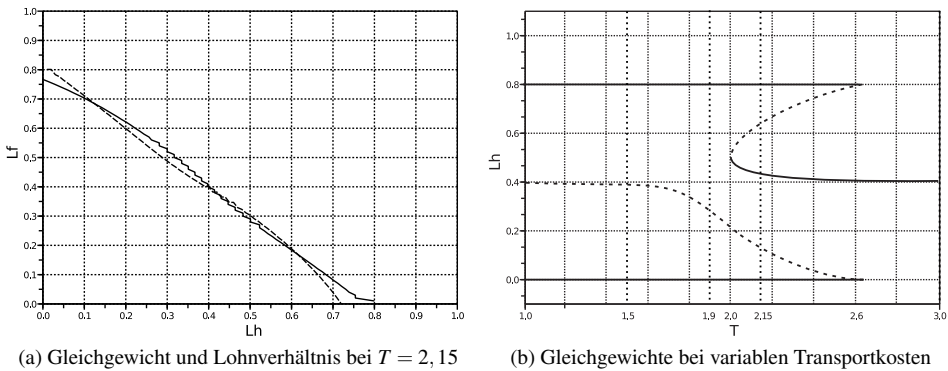 1.0
0.9
0.8
0.7
0.6
0.5
0.4
0.3
0.2
0.1
0.0
Lf
0.0 0.1 0.2 0.3 0.4 0.5 0.6 0.7 0.8 0.9 1.0
Lh
(a) Gleichgewicht und Lohnverhältnis bei T = 2,15
1.0
0.8
0.6
0.4
0.2
0.0
Lh
1,0 1,5 1,9 2,0 2,15 2,6 3,0
T
(b) Gleichgewichte bei variablen Transportkosten